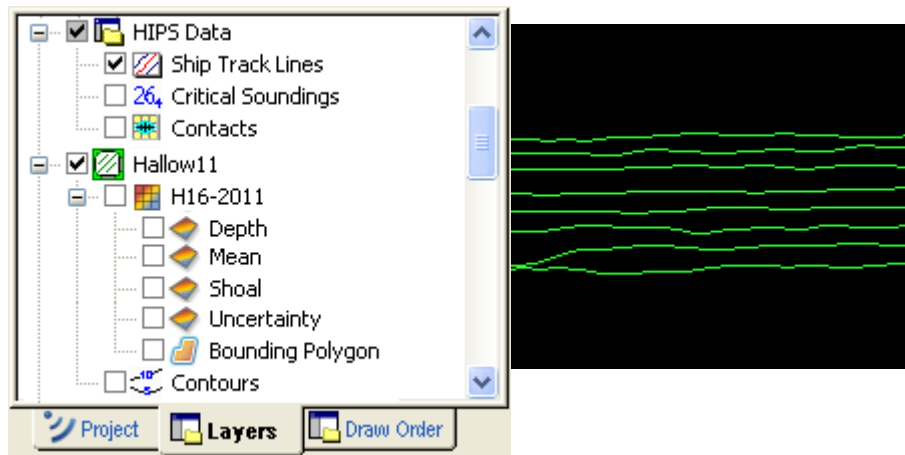 HIPS Data
Ship Track Lines
26₄ Critical Soundings
Contacts
Hallow11
H16-2011
Depth
Mean
Shoal
Uncertainty
Bounding Polygon
10 Contours
Project Layers Draw Order